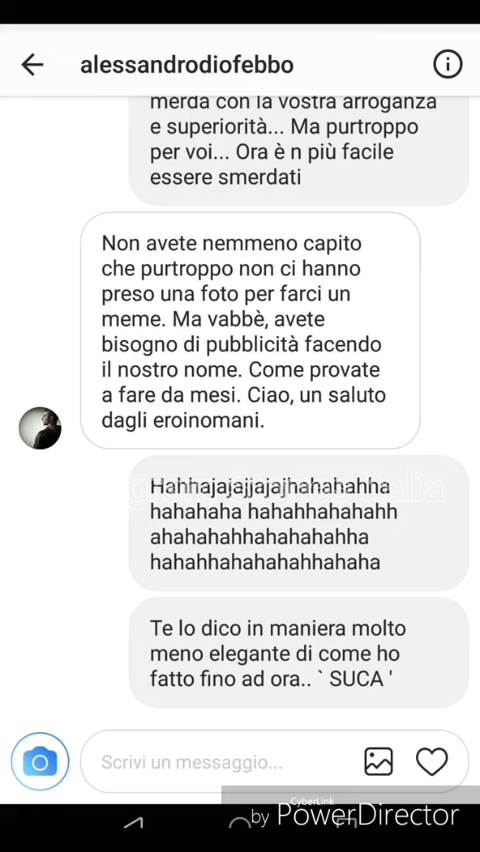 alessandrodiofebbo
merda con la vostra arroganza
e superiorità... Ma purtroppo
per voi... Ora è n più facile
essere smerdati
Non avete nemmeno capito
che purtroppo non ci hanno
preso una foto per farci un
meme. Ma vabbè, avete
bisogno di pubblicità facendo
il nostro nome. Come provate
a fare da mesi. Ciao, un saluto
dagli eroinomani.
Hahhajajajjajajhahahahha
hahahaha hahahhahahahh
ahahahahhahahahahha
hahahhahahahahhahaha
Te lo dico in maniera molto
meno elegante di come ho
fatto fino ad ora.. ` SUCA '
Scrivi un messaggio...
CyberLink
by PowerDirector